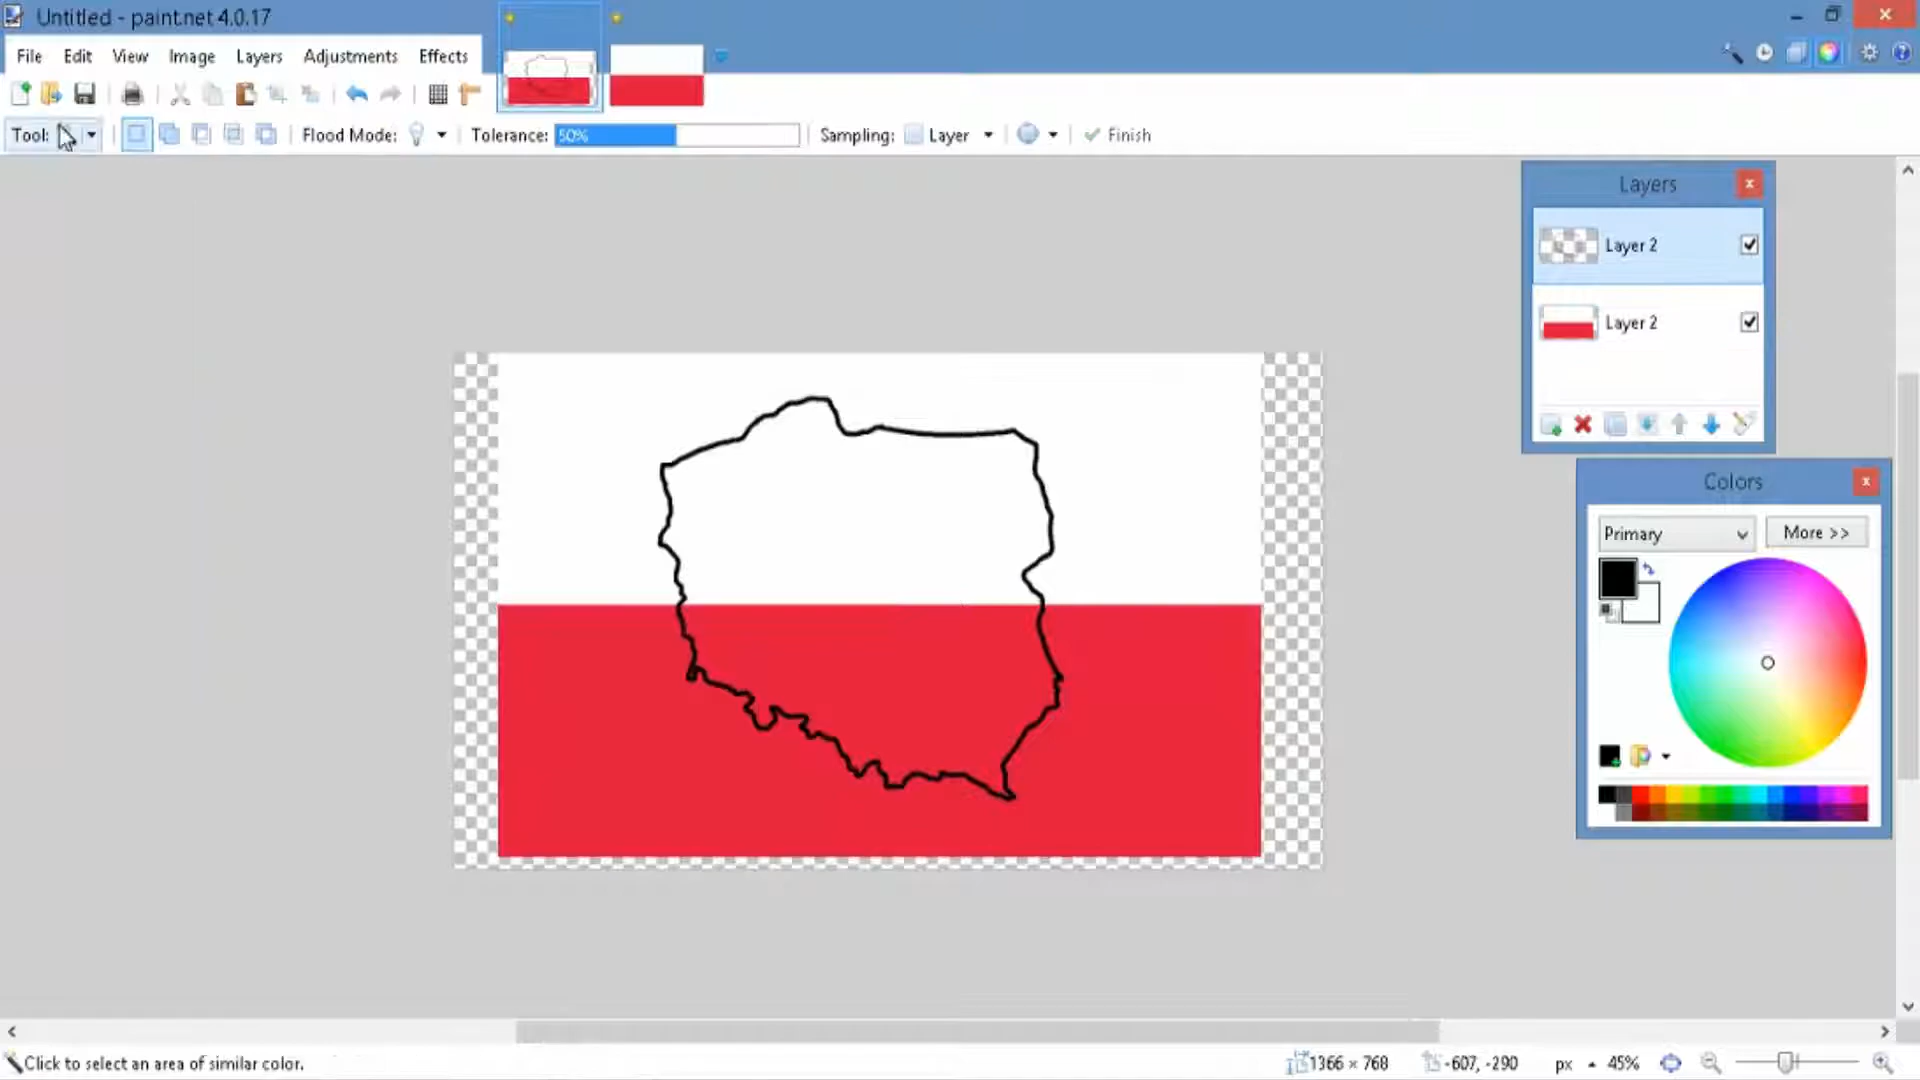 Untitled - paint.net 4.0.17
File Edit View Image Layers Adjustments Effects
Tool: Flood Mode: Tolerance: 50% Sampling: Layer Finish
Layers
Layer 2
Layer 2
Colors
Primary More >>
Click to select an area of similar color. 1366 × 768 -607, -290 px 45%